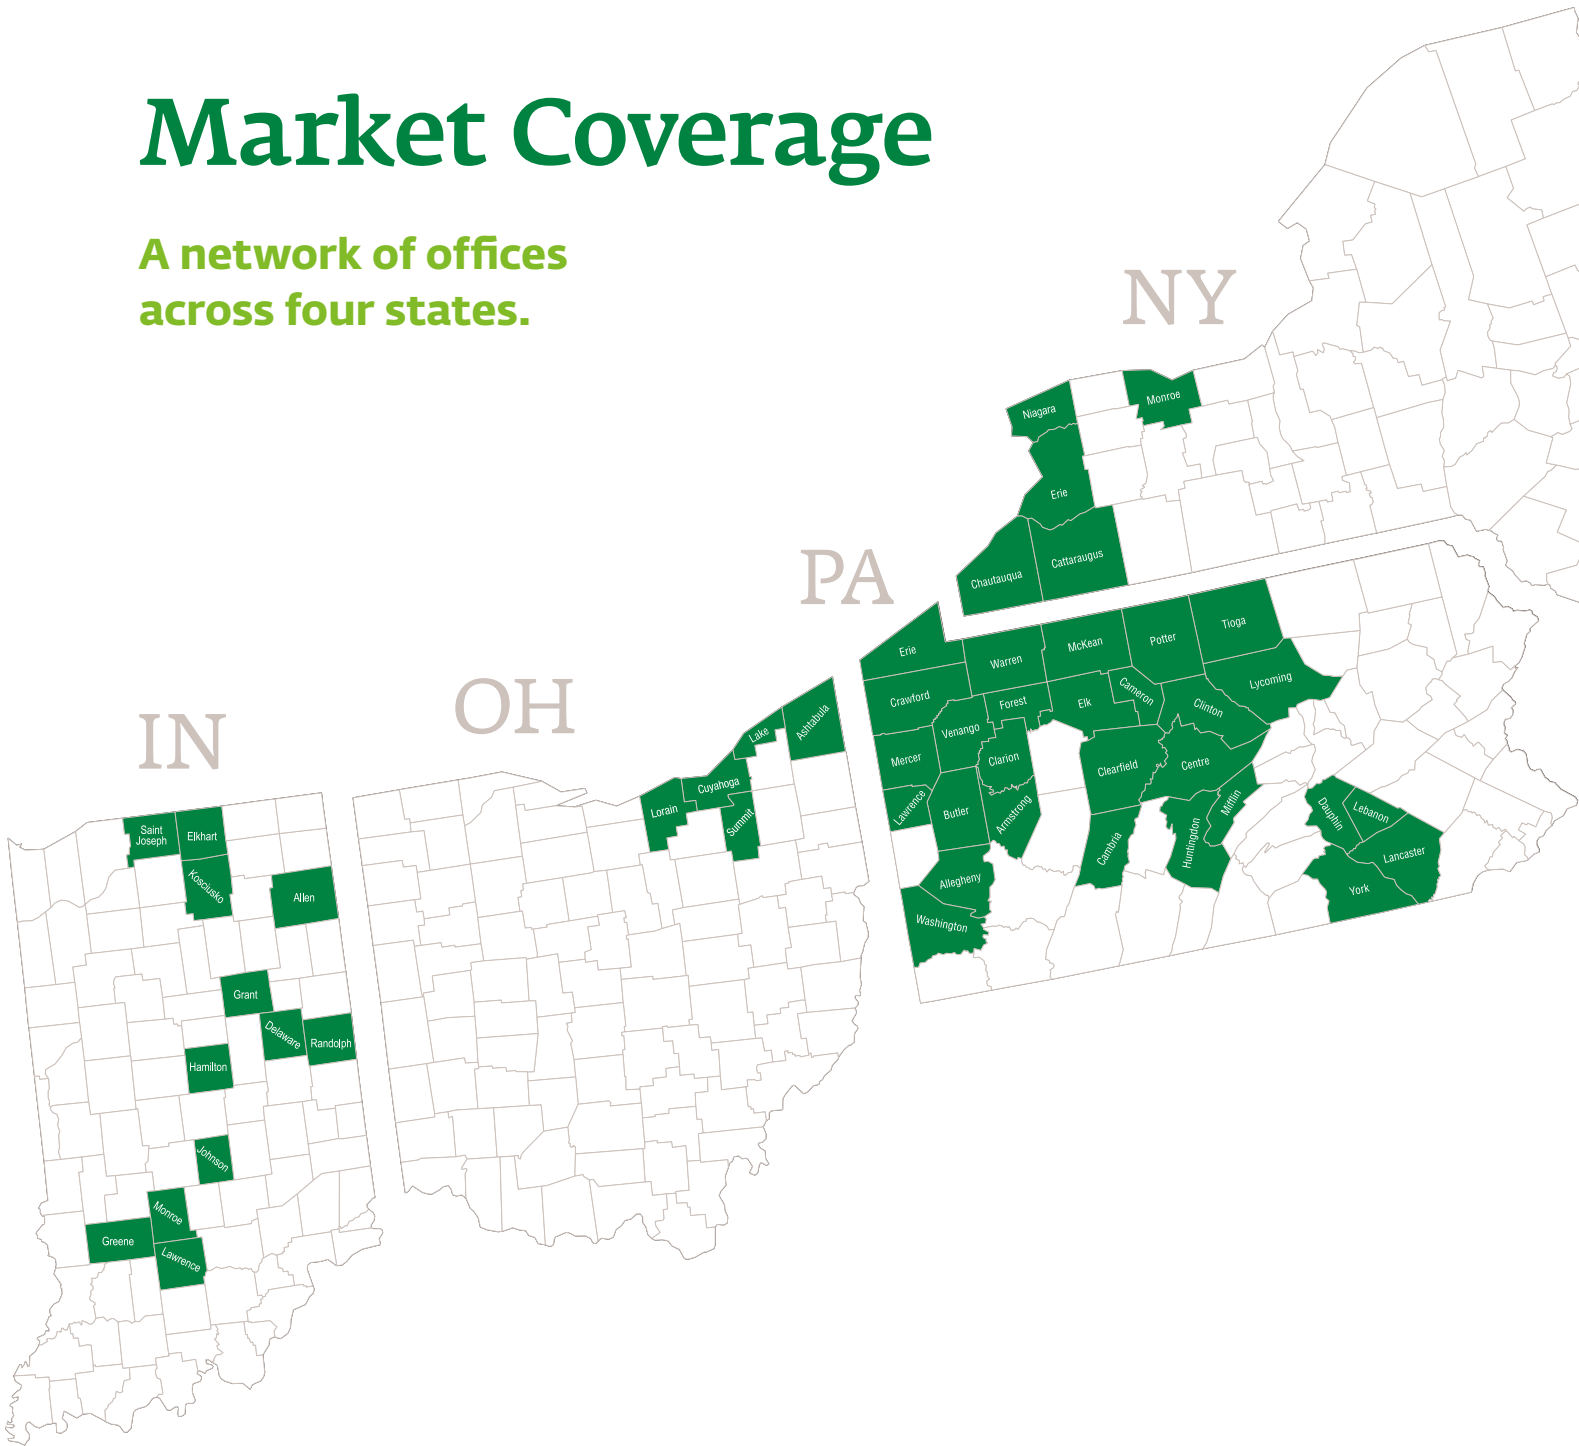 Market Coverage
A network of offices
across four states.
NY
Niagara
Monroe
Erie
Chautauqua
Cattaraugus
PA
Erie
Warren
McKean
Potter
Tioga
Crawford
Forest
Elk
Cameron
Clinton
Lycoming
Mercer
Venango
Clarion
Clearfield
Centre
Lawrence
Butler
Armstrong
Cambria
Huntingdon
Mifflin
Dauphin
Lebanon
Lancaster
York
Allegheny
Washington
OH
Lake
Ashtabula
Lorain
Cuyahoga
Summit
IN
Saint
Joseph
Elkhart
Kosciusko
Allen
Grant
Delaware
Randolph
Hamilton
Johnson
Monroe
Greene
Lawrence